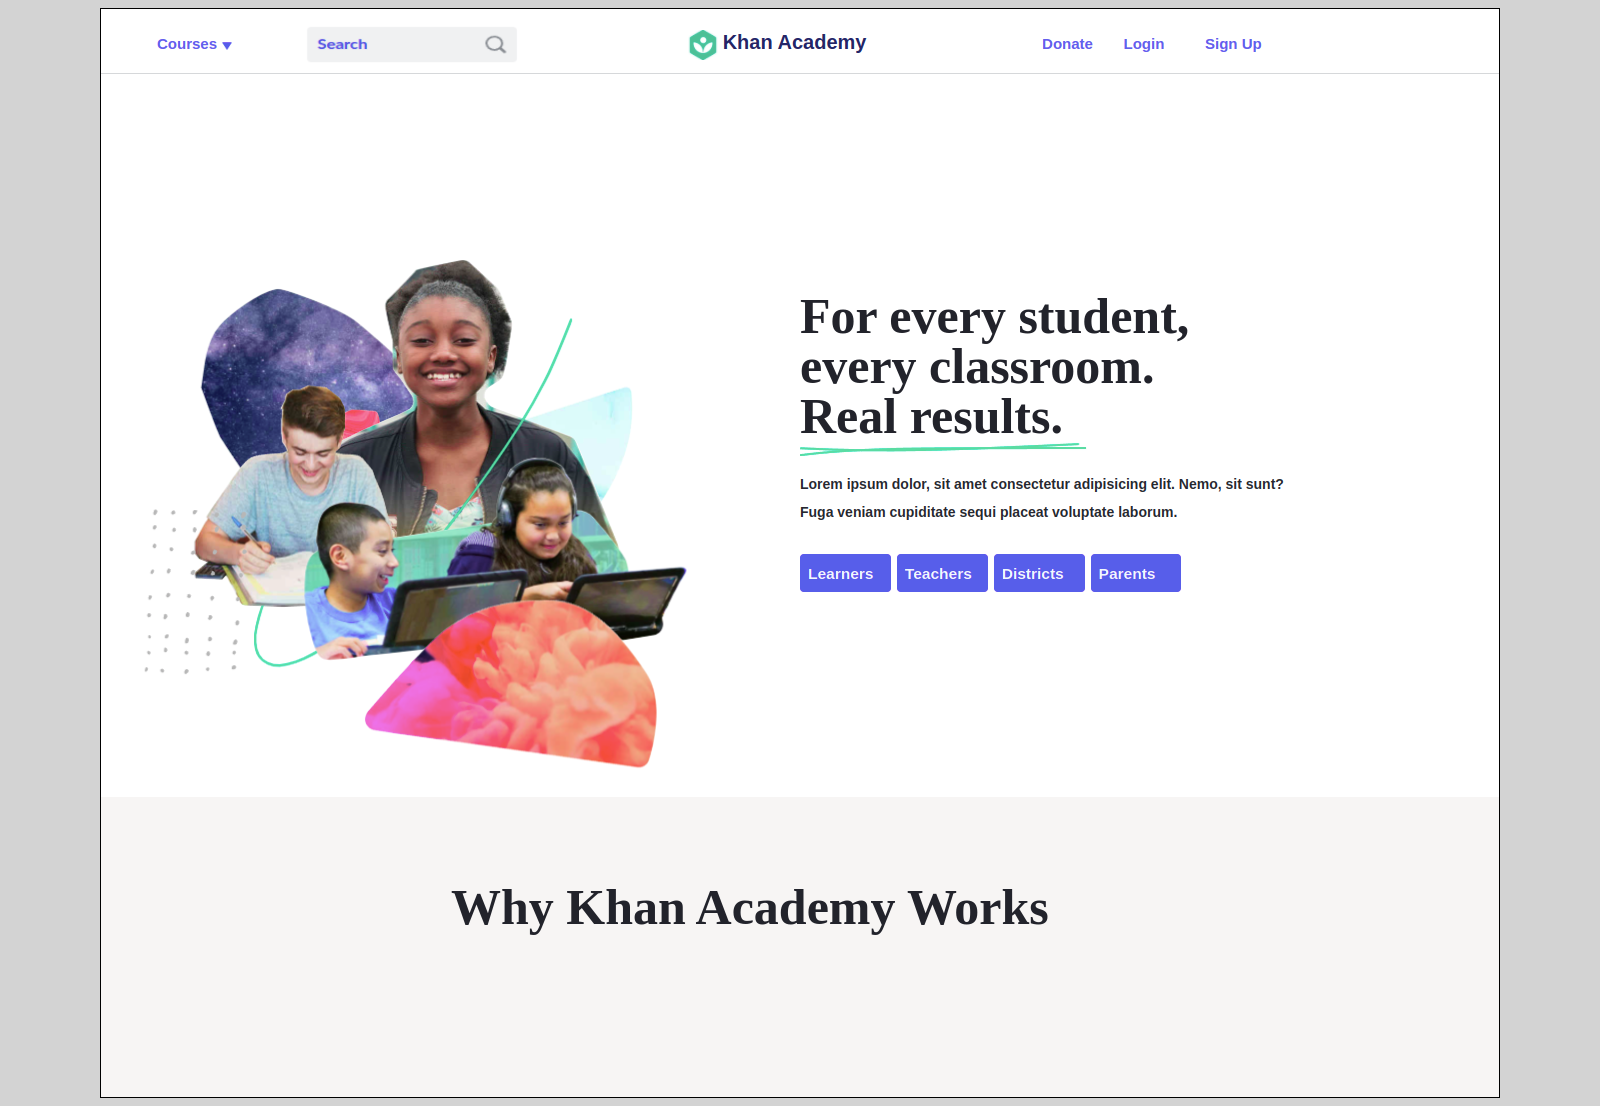 Courses
Search
Khan Academy
Donate
Login
Sign Up
For every student,
every classroom.
Real results.
Lorem ipsum dolor, sit amet consectetur adipisicing elit. Nemo, sit sunt?
Fuga veniam cupiditate sequi placeat voluptate laborum.
Learners
Teachers
Districts
Parents
Why Khan Academy Works